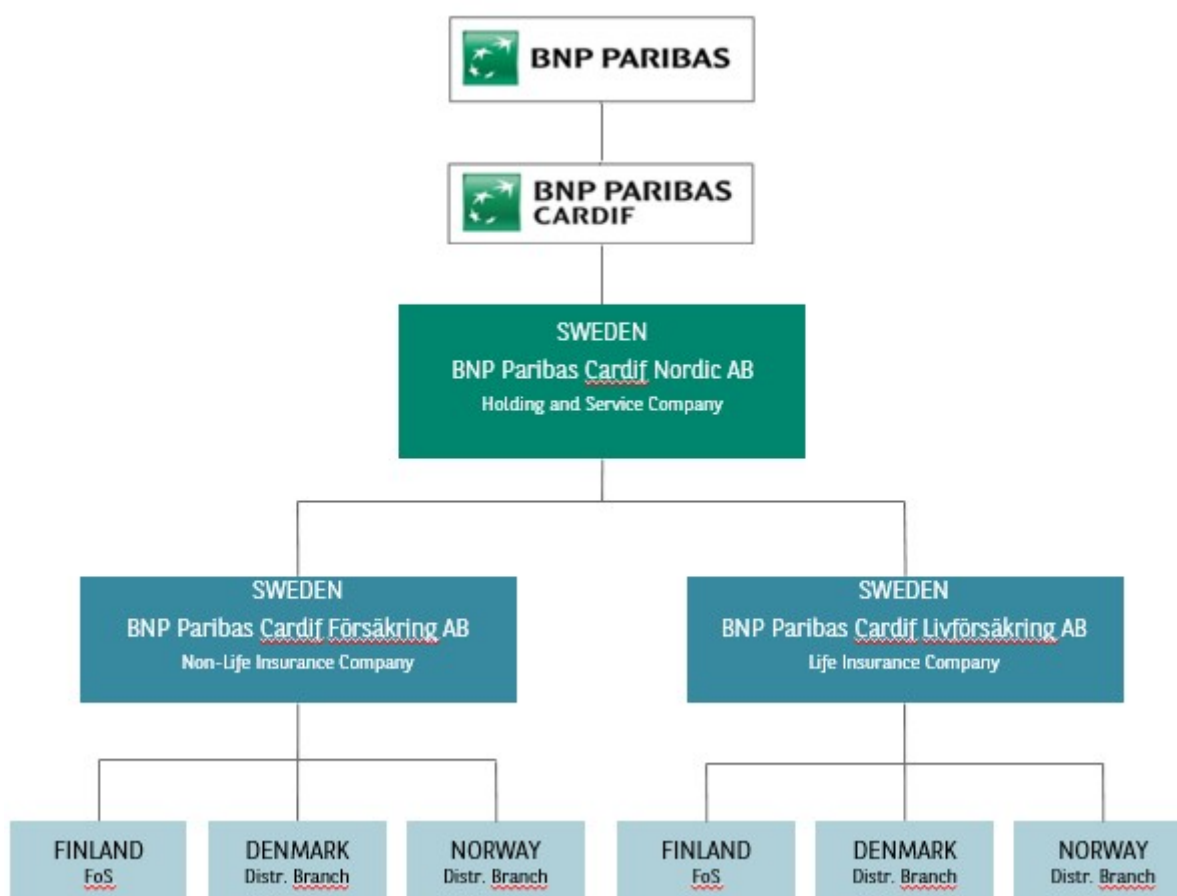 BNP PARIBAS
BNP PARIBAS
CARDIF
SWEDEN
BNP Paribas Cardif Nordic AB
Holding and Service Company
SWEDEN
BNP Paribas Cardif Försäkring AB
Non-Life Insurance Company
SWEDEN
BNP Paribas Cardif Livförsäkring AB
Life Insurance Company
FINLAND
FoS
DENMARK
Distr. Branch
NORWAY
Distr. Branch
FINLAND
FoS
DENMARK
Distr. Branch
NORWAY
Distr. Branch